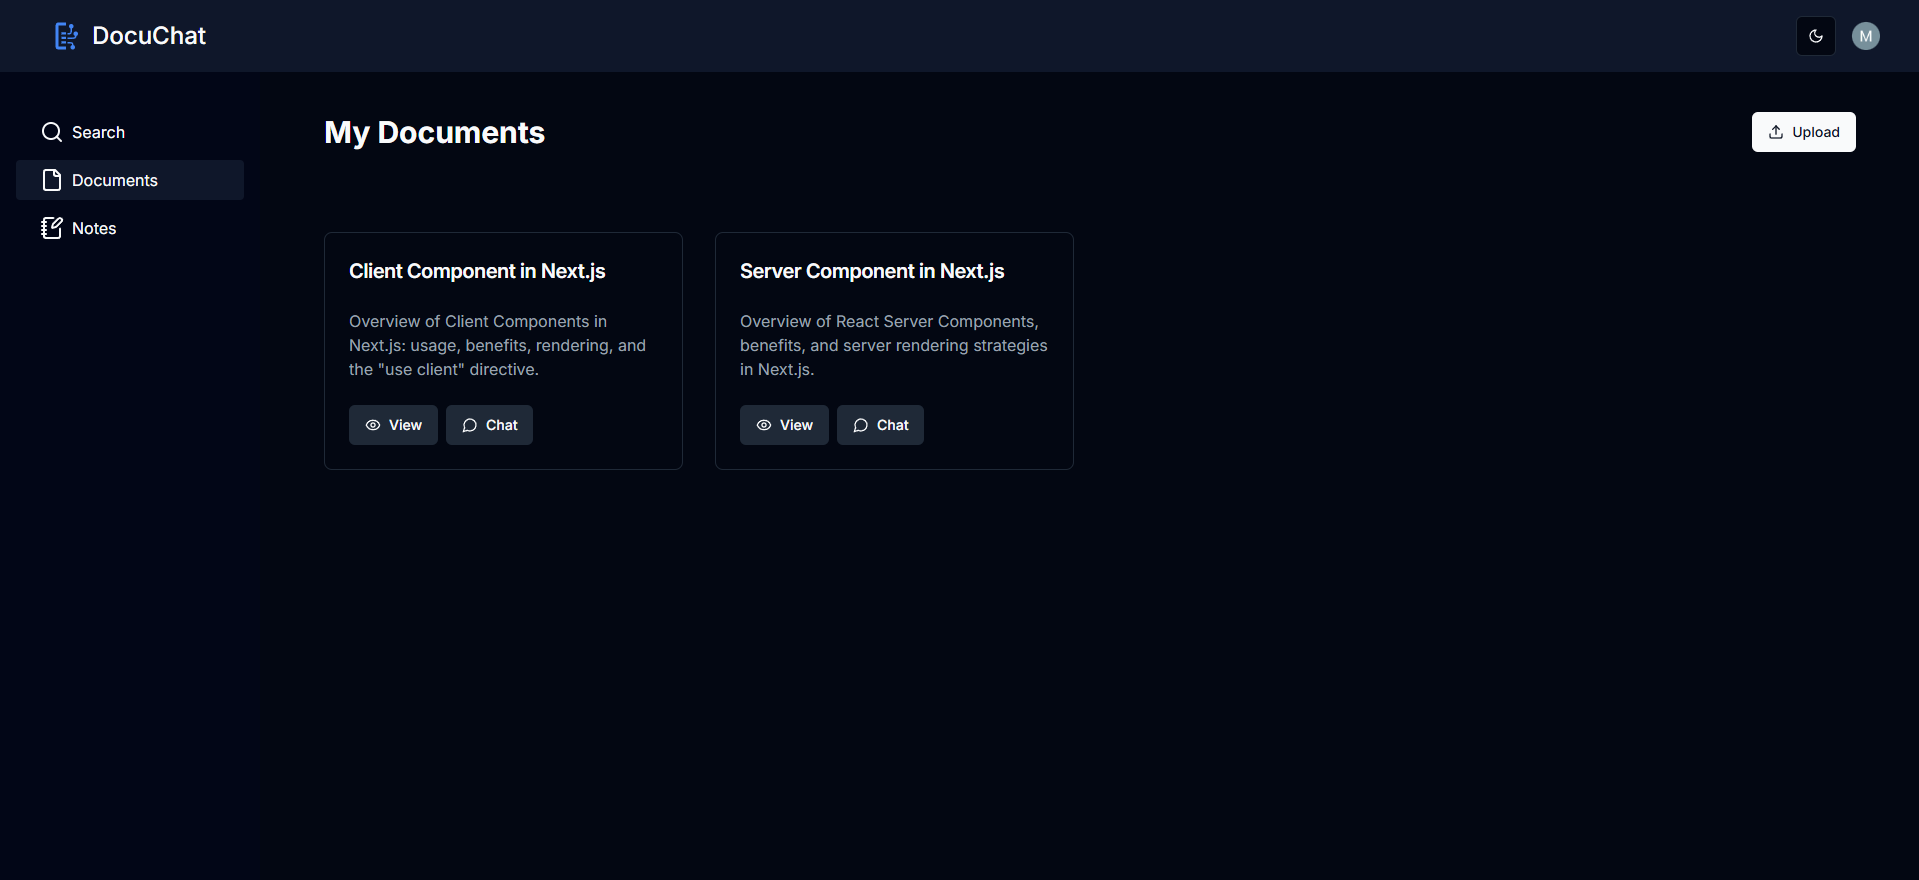 DocuChat
M
Search
Documents
Notes
My Documents
Upload
Client Component in Next.js
Overview of Client Components in
Next.js: usage, benefits, rendering, and
the "use client" directive.
View
Chat
Server Component in Next.js
Overview of React Server Components,
benefits, and server rendering strategies
in Next.js.
View
Chat